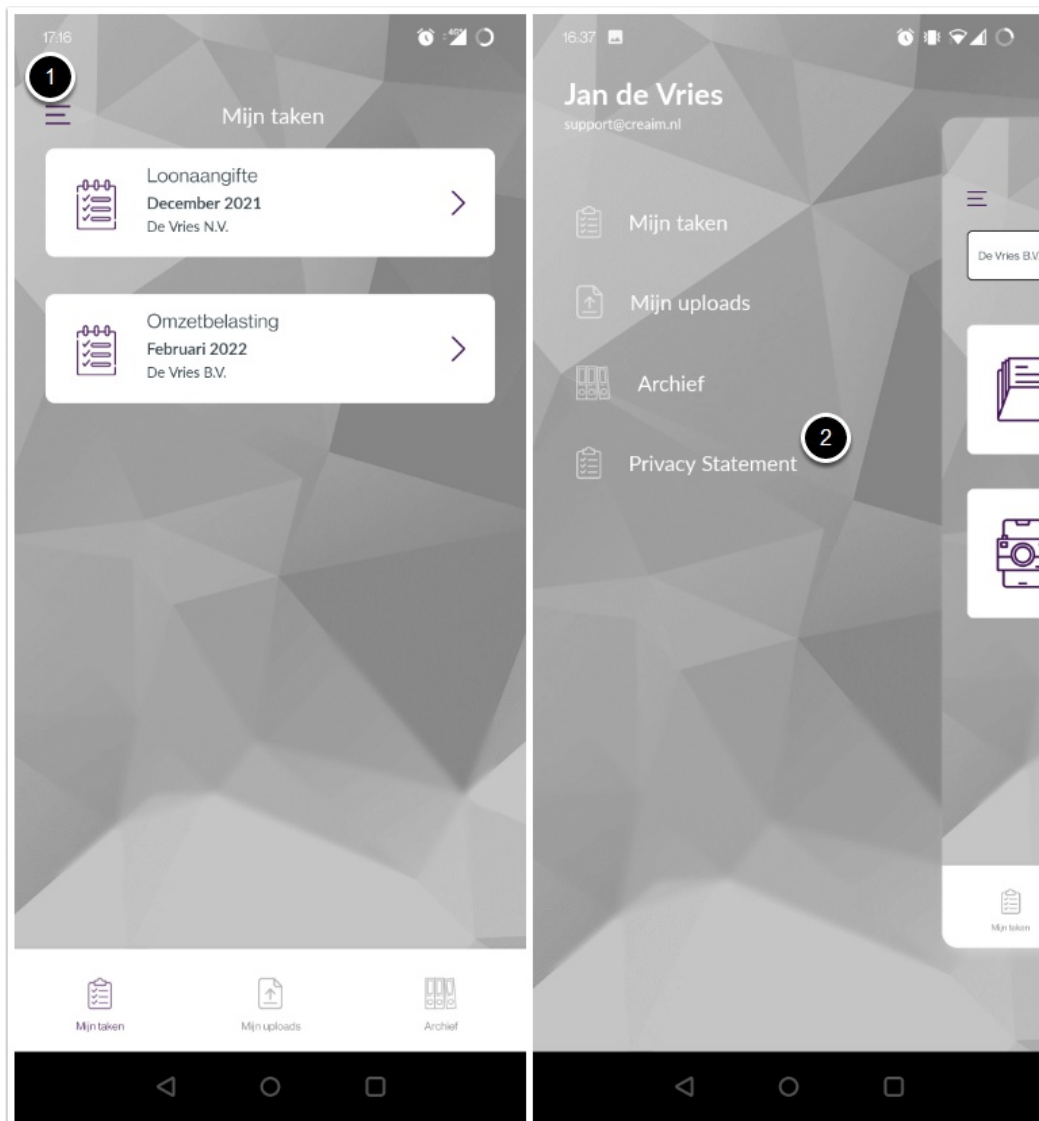 17:16
1
Mijn taken
Loonaangifte
December 2021
De Vries N.V.
Omzetbelasting
Februari 2022
De Vries B.V.
Mijn taken
Mijn uploads
Archief
16:37
Jan de Vries
support@creaim.nl
Mijn taken
Mijn uploads
Archief
2
Privacy Statement
De Vries B.V.
Mijn taken